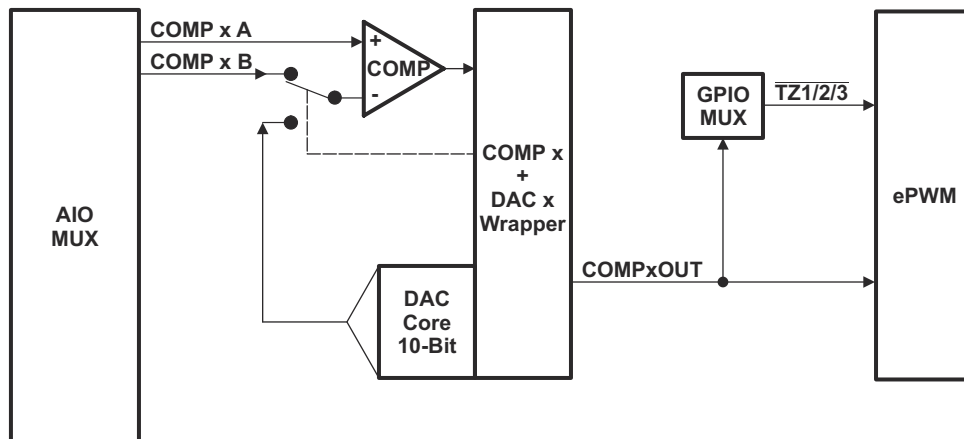 AIO
MUX
COMP x A
COMP x B
+
COMP
-
COMP x
+
DAC x
Wrapper
DAC
Core
10-Bit
COMPxOUT
GPIO
MUX
TZ1/2/3
ePWM